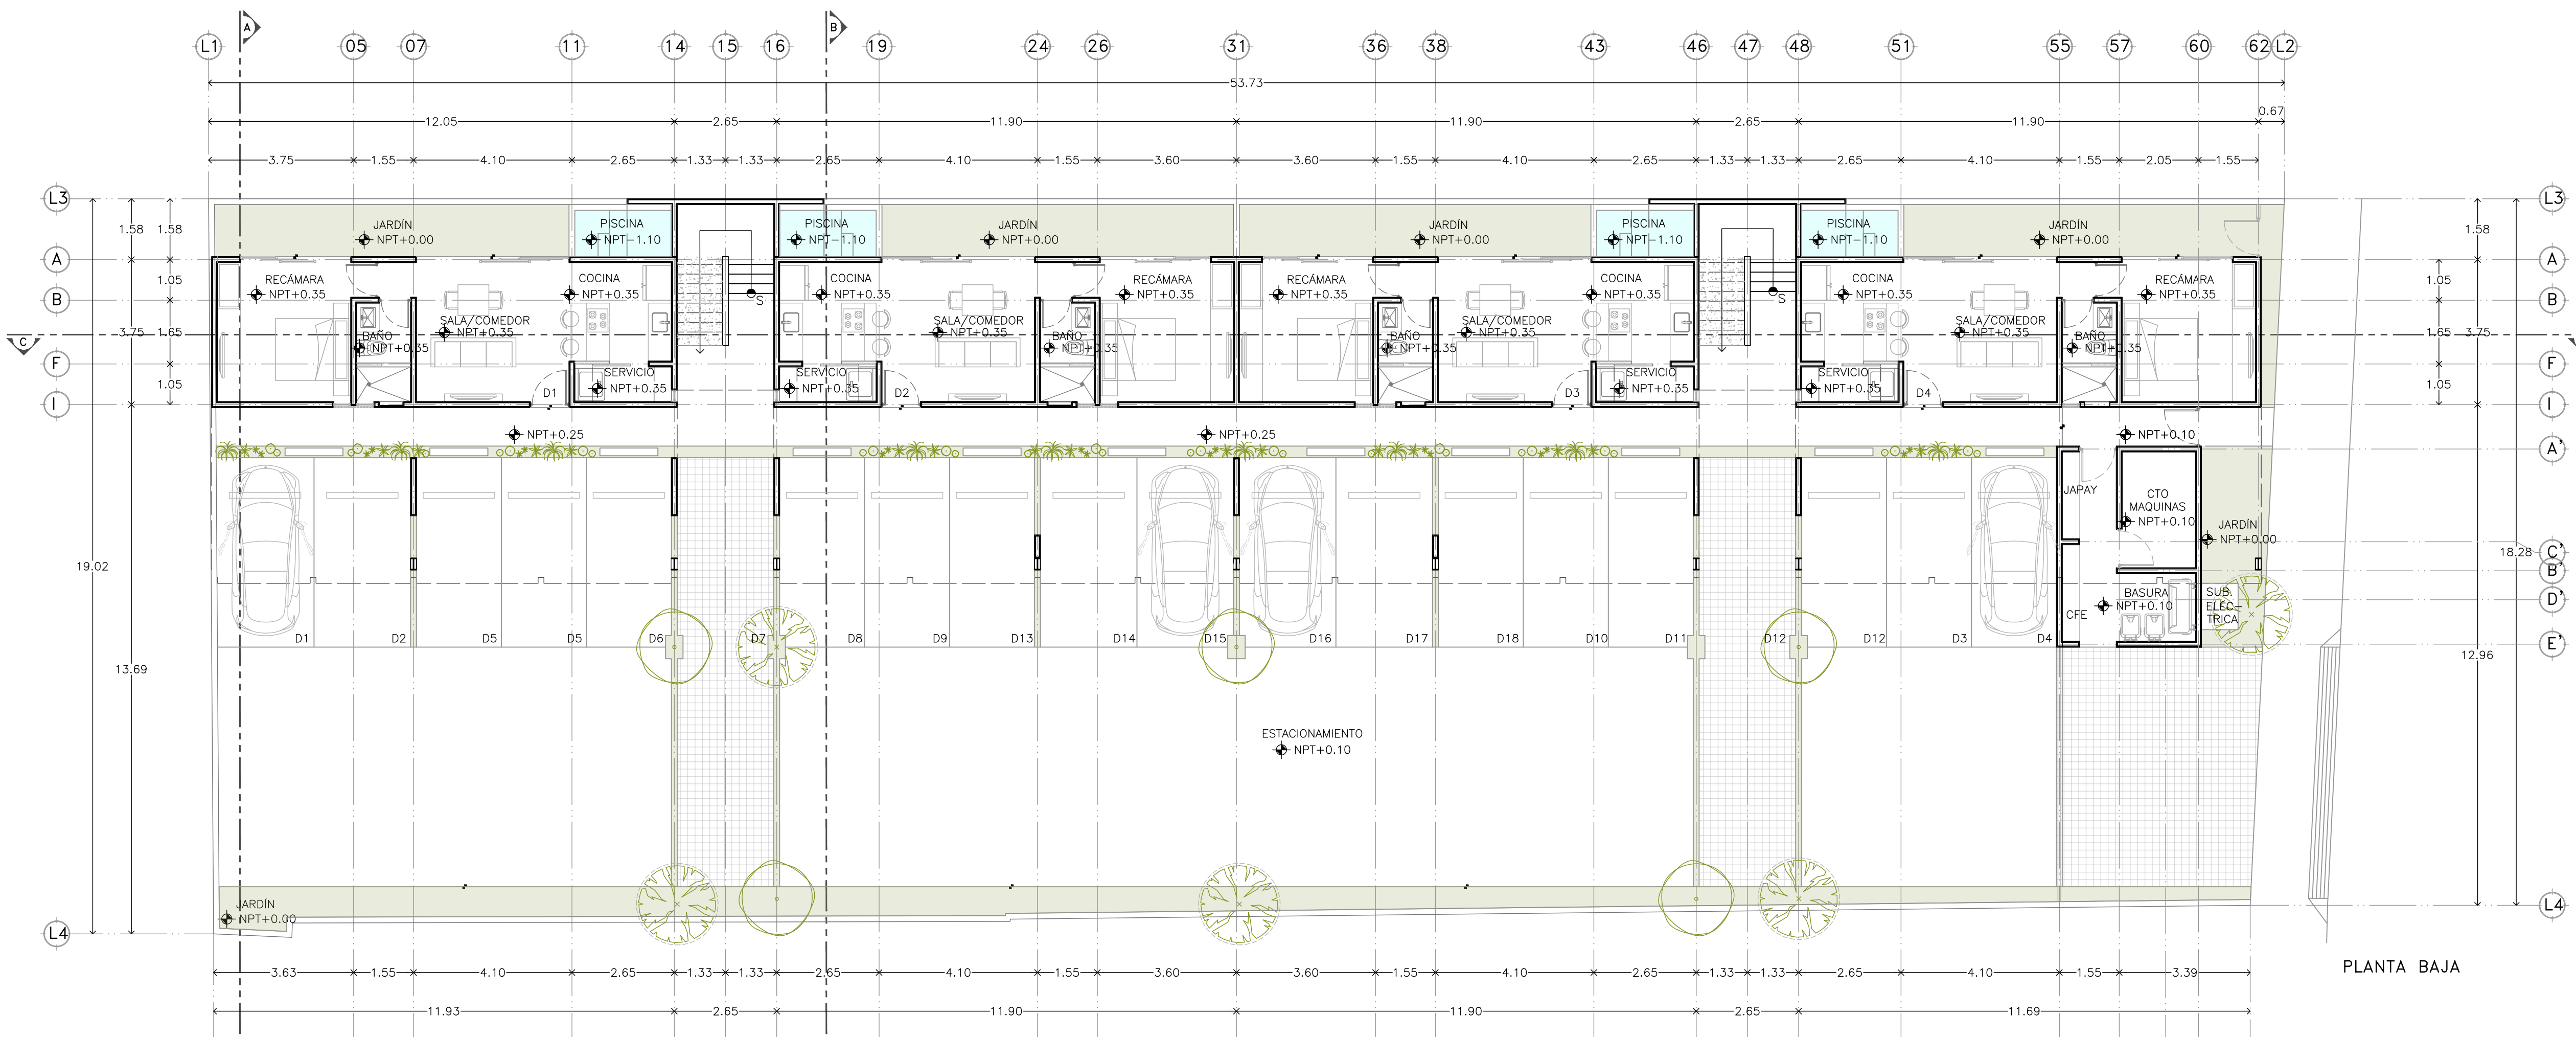 A
B
L1
05
07
11
14
15
16
19
24
26
31
36
38
43
46
47
48
51
55
57
60
62
L2
53.73
12.05
2.65
11.90
11.90
2.65
11.90
0.67
3.75
1.55
4.10
2.65
1.33
1.33
2.65
4.10
1.55
3.60
3.60
1.55
4.10
2.65
1.33
1.33
2.65
4.10
1.55
2.05
1.55
L3
L3
1.58
1.58
JARDÍN
NPT+0.00
PISCINA
NPT-1.10
PISCINA
NPT-1.10
JARDÍN
NPT+0.00
JARDÍN
NPT+0.00
PISCINA
NPT-1.10
PISCINA
NPT-1.10
JARDÍN
NPT+0.00
1.58
A
A
1.05
1.05
RECÁMARA
NPT+0.35
COCINA
NPT+0.35
S
COCINA
NPT+0.35
RECÁMARA
NPT+0.35
RECÁMARA
NPT+0.35
COCINA
NPT+0.35
S
COCINA
NPT+0.35
RECÁMARA
NPT+0.35
B
B
3.75
1.65
1.65
3.75
C
BAÑO
NPT+0.35
SALA/COMEDOR
NPT+0.35
SALA/COMEDOR
NPT+0.35
BAÑO
NPT+0.35
BAÑO
NPT+0.35
SALA/COMEDOR
NPT+0.35
SALA/COMEDOR
NPT+0.35
BAÑO
NPT+0.35
F
F
1.05
1.05
D1
SERVICIO
NPT+0.35
SERVICIO
NPT+0.35
D2
D3
SERVICIO
NPT+0.35
SERVICIO
NPT+0.35
D4
I
I
NPT+0.25
NPT+0.25
NPT+0.10
A'
JAPAY
CTO
MAQUINAS
NPT+0.10
JARDÍN
NPT+0.00
19.02
18.28
C'
B'
D'
E'
CFE
BASURA
NPT+0.10
SUB.
ELEC-
TRICA
D1
D2
D5
D5
D6
D7
D8
D9
D13
D14
D15
D16
D17
D18
D10
D11
D12
D12
D3
D4
13.69
12.96
ESTACIONAMIENTO
NPT+0.10
JARDÍN
NPT+0.00
L4
L4
3.63
1.55
4.10
2.65
1.33
1.33
2.65
4.10
1.55
3.60
3.60
1.55
4.10
2.65
1.33
1.33
2.65
4.10
1.55
3.39
PLANTA BAJA
11.93
2.65
11.90
11.90
2.65
11.69